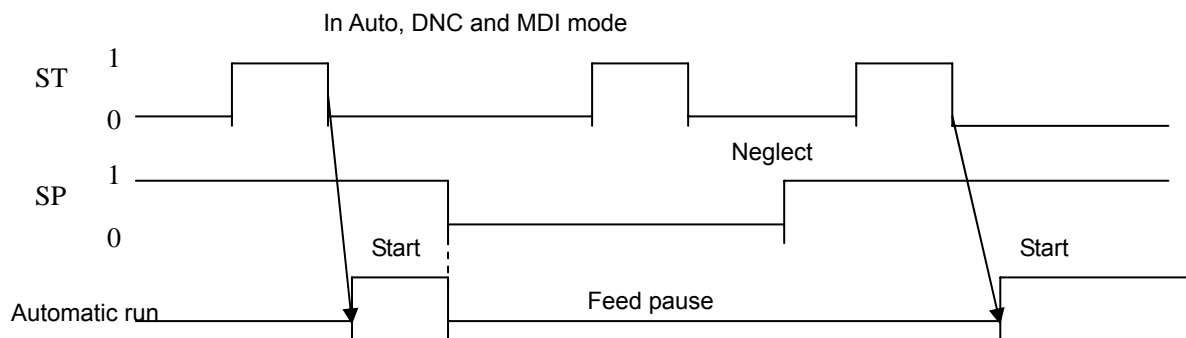 In Auto, DNC and MDI mode
1
ST
0
Neglect
1
SP
0
Start
Start
Feed pause
Automatic run